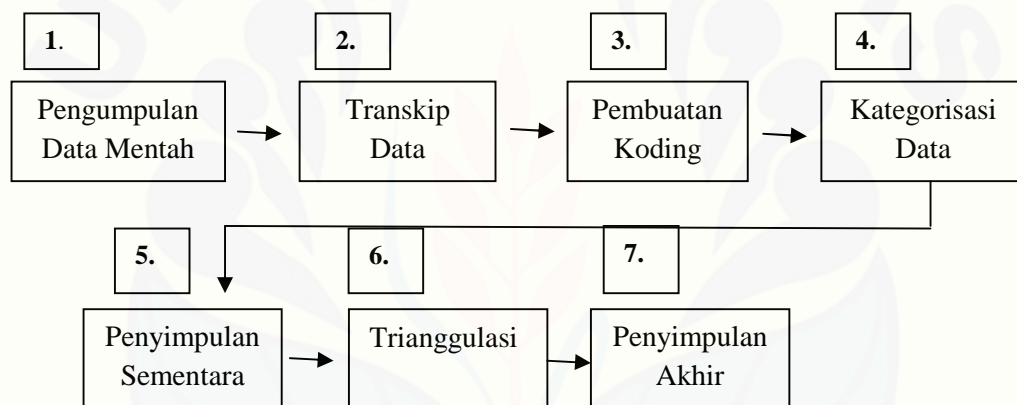 1.
Pengumpulan
Data Mentah
2.
Transkip
Data
3.
Pembuatan
Koding
4.
Kategorisasi
Data
5.
Penyimpulan
Sementara
6.
Trianggulasi
7.
Penyimpulan
Akhir